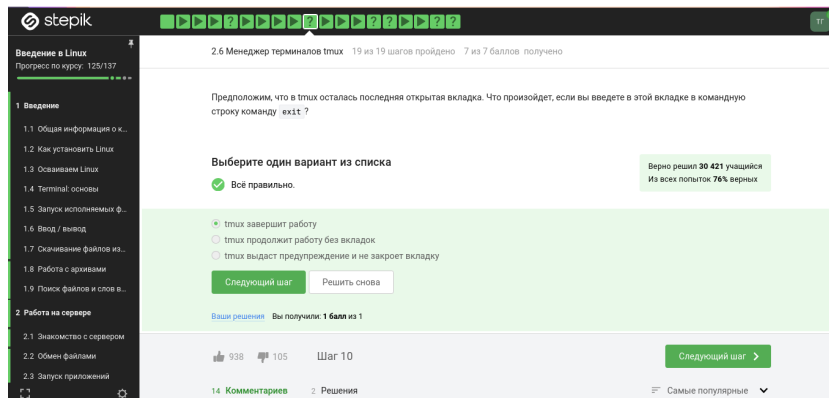 stepik
ТГ
Введение в Linux
Прогресс по курсу: 125/137
1 Введение
1.1 Общая информация о к...
1.2 Как установить Linux
1.3 Осваиваем Linux
1.4 Terminal: основы
1.5 Запуск исполняемых ф...
1.6 Ввод / вывод
1.7 Скачивание файлов из...
1.8 Работа с архивами
1.9 Поиск файлов и слов в...
2 Работа на сервере
2.1 Знакомство с сервером
2.2 Обмен файлами
2.3 Запуск приложений
2.6 Менеджер терминалов tmux 19 из 19 шагов пройдено 7 из 7 баллов получено
Предположим, что в tmux осталась последняя открытая вкладка. Что произойдет, если вы введете в этой вкладке в командную
строку команду exit ?
Выберите один вариант из списка
Всё правильно.
Верно решил 30 421 учащийся
Из всех попыток 76% верных
tmux завершит работу
tmux продолжит работу без вкладок
tmux выдаст предупреждение и не закроет вкладку
Следующий шаг Решить снова
Ваши решения Вы получили: 1 балл из 1
938 105 Шаг 10 Следующий шаг
14 Комментариев 2 Решения Самые популярные